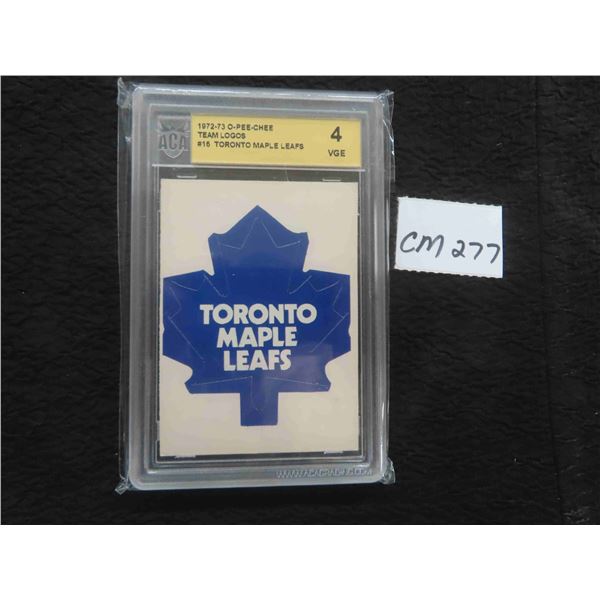 ACA
1972-73 O-PEE-CHEE
TEAM LOGOS
#16 TORONTO MAPLE LEAFS
4
VGE
CM 277
TORONTO
MAPLE
LEAFS